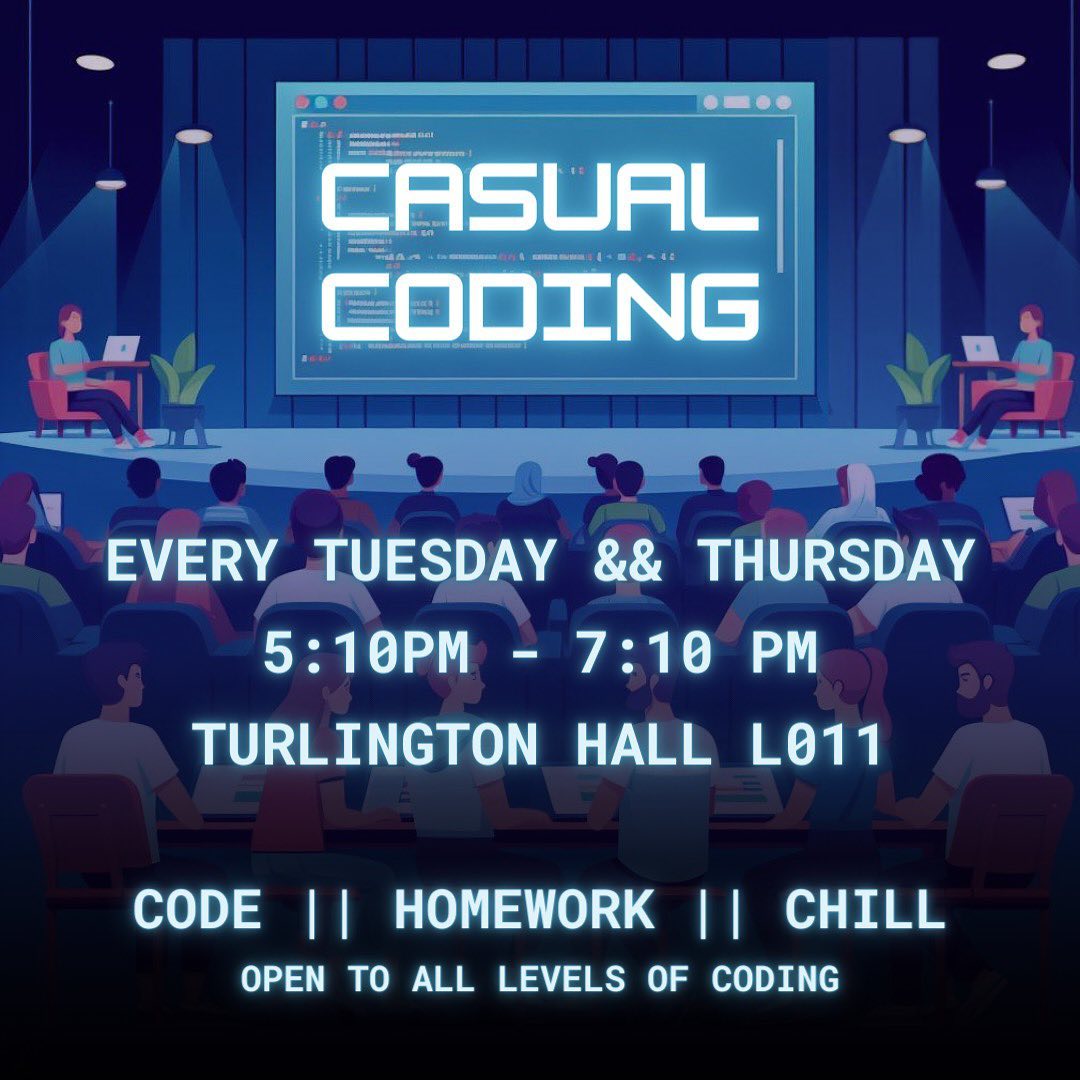 CASUAL
CODING
EVERY TUESDAY && THURSDAY
5:10PM - 7:10 PM
TURLINGTON HALL L011
CODE || HOMEWORK || CHILL
OPEN TO ALL LEVELS OF CODING